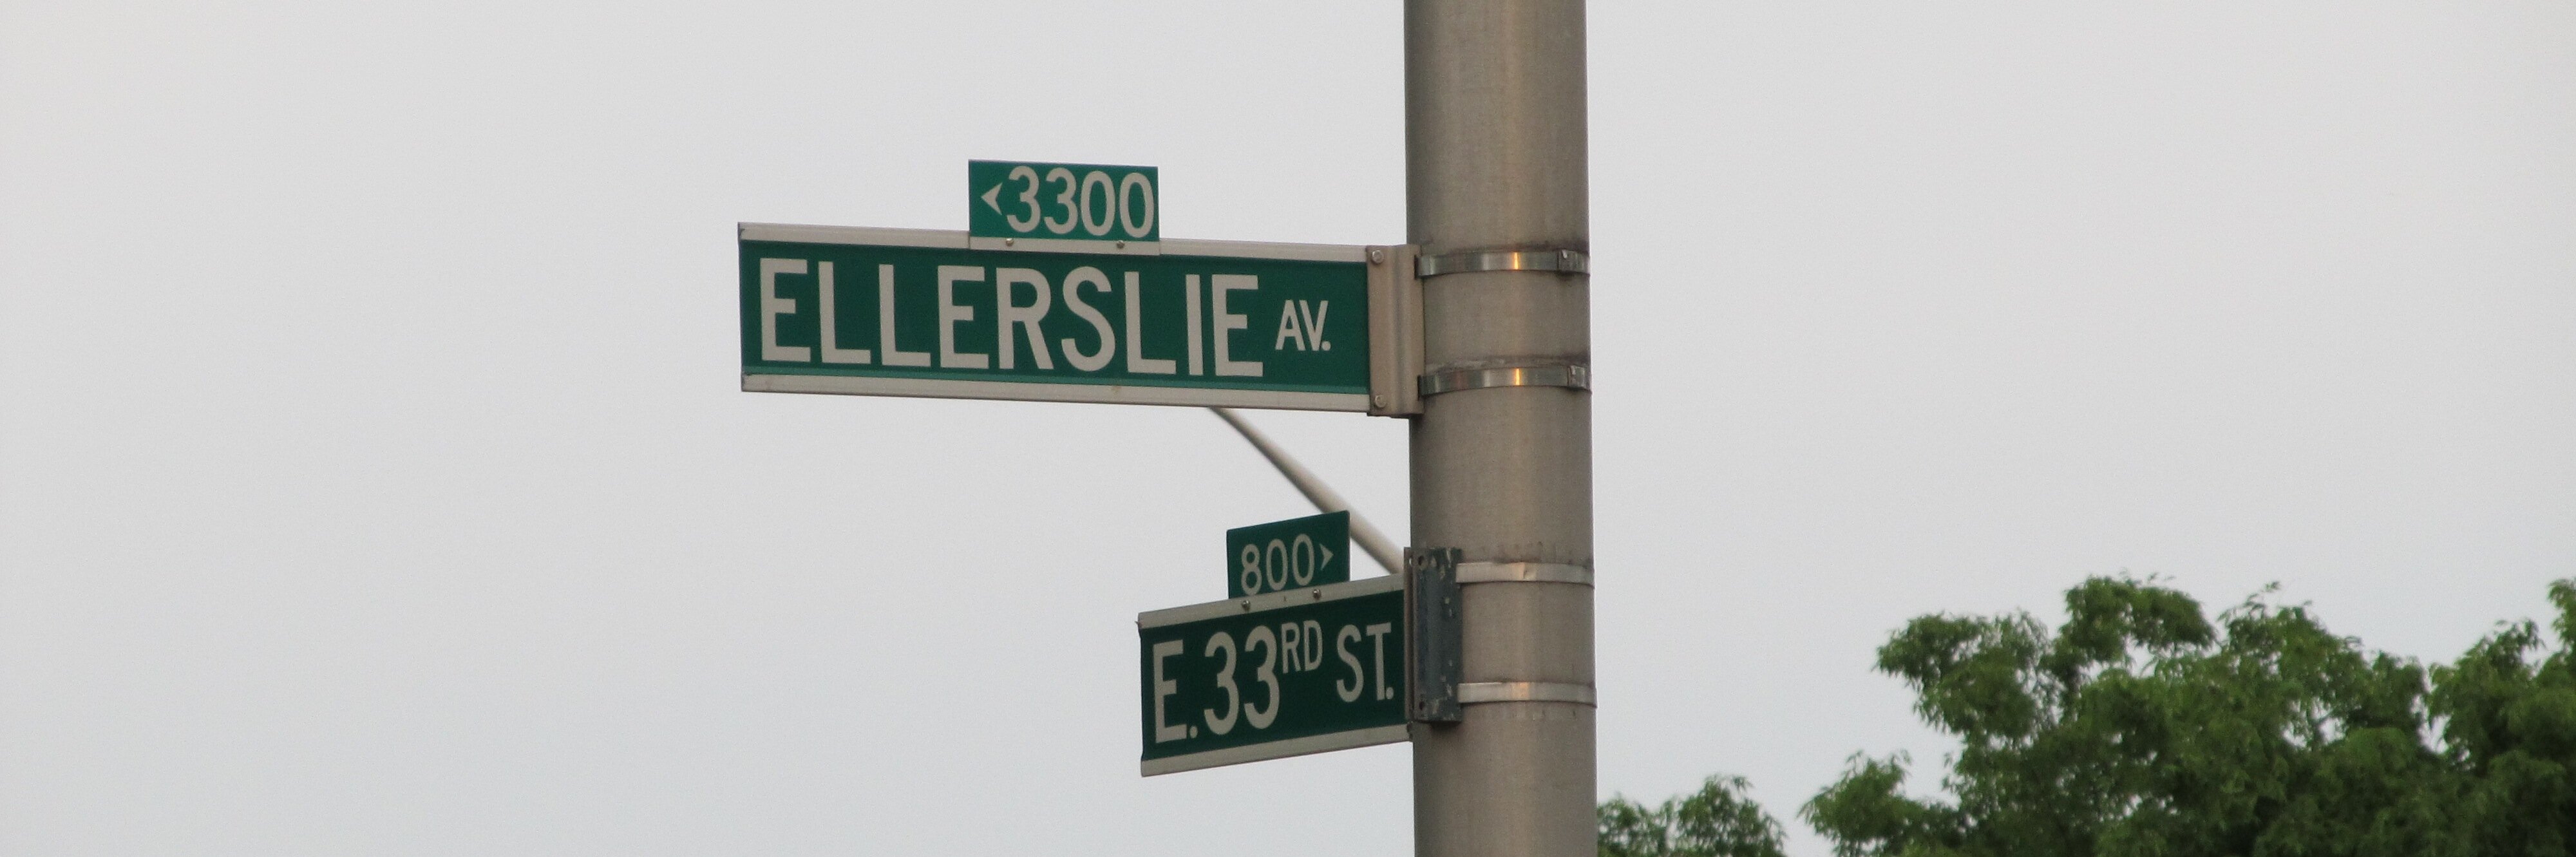 <3300
ELLERSLIE AV.
800>
E. 33RD ST.